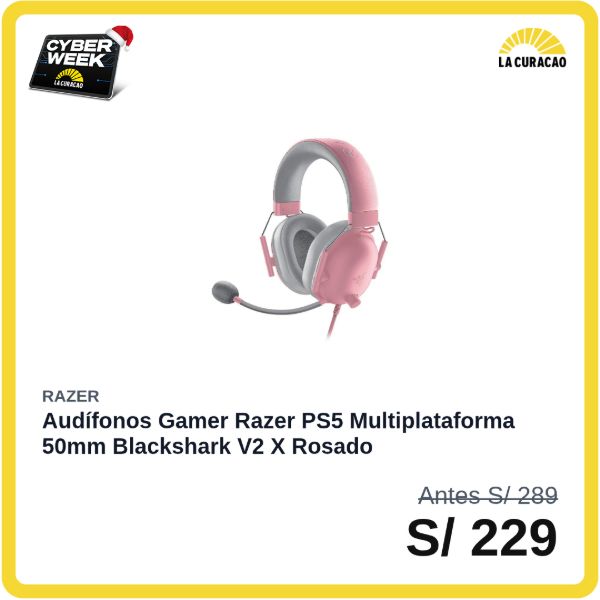 CYBER
WEEK
LA CURACAO
LA CURACAO
RAZER
Audífonos Gamer Razer PS5 Multiplataforma
50mm Blackshark V2 X Rosado
Antes S/ 289
S/ 229